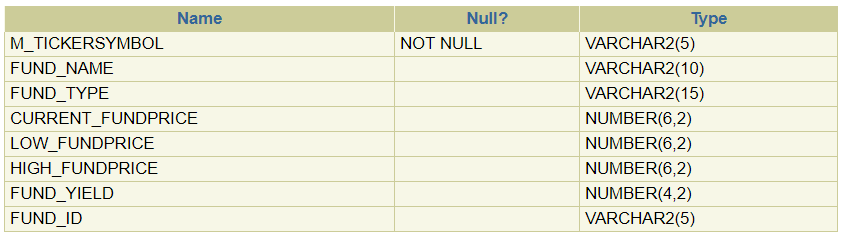 Name Null? Type
M_TICKERSYMBOL NOT NULL VARCHAR2(5)
FUND_NAME VARCHAR2(10)
FUND_TYPE VARCHAR2(15)
CURRENT_FUNDPRICE NUMBER(6,2)
LOW_FUNDPRICE NUMBER(6,2)
HIGH_FUNDPRICE NUMBER(6,2)
FUND_YIELD NUMBER(4,2)
FUND_ID VARCHAR2(5)